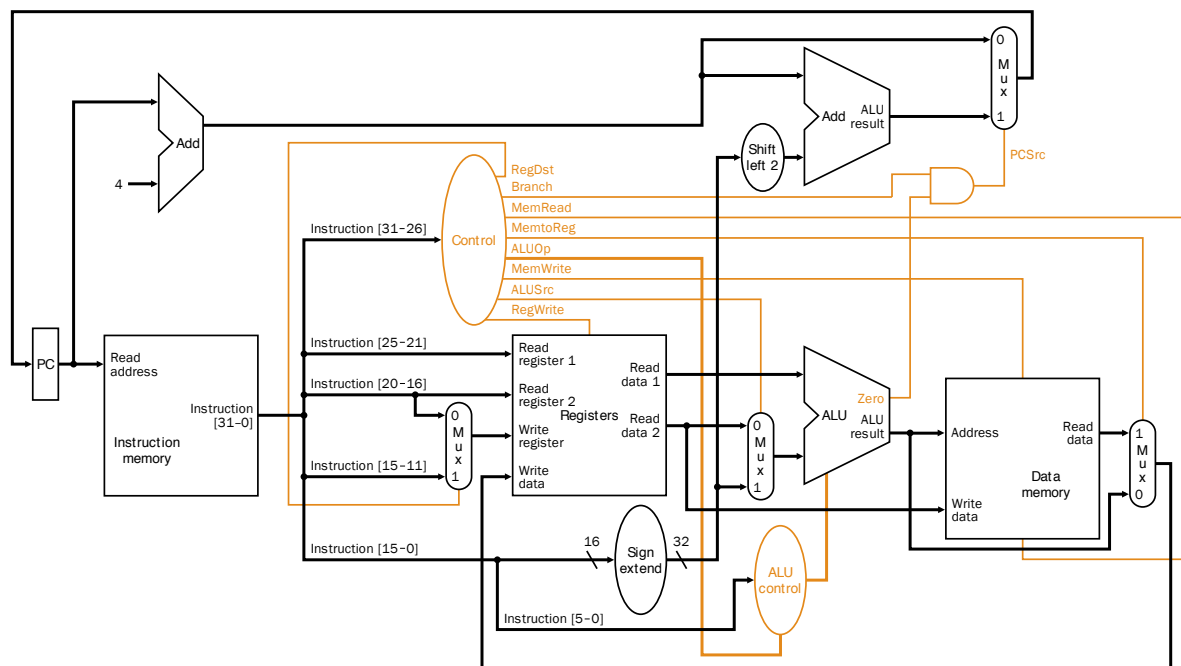 0
M
u
x
1
Add
ALU
result
Add
Shift
left 2
PCSrc
4
RegDst
Branch
MemRead
MemtoReg
ALUOp
MemWrite
ALUSrc
RegWrite
Control
Instruction [31–26]
PC
Read
address
Instruction
[31–0]
Instruction
memory
Instruction [25–21]
Instruction [20–16]
Instruction [15–11]
Instruction [15–0]
Instruction [5–0]
0
M
u
x
1
Read
register 1
Read
register 2
Write
register
Write
data
Registers
Read
data 1
Read
data 2
16
Sign
extend
32
0
M
u
x
1
Zero
ALU
ALU
result
ALU
control
Address
Write
data
Read
data
Data
memory
1
M
u
x
0